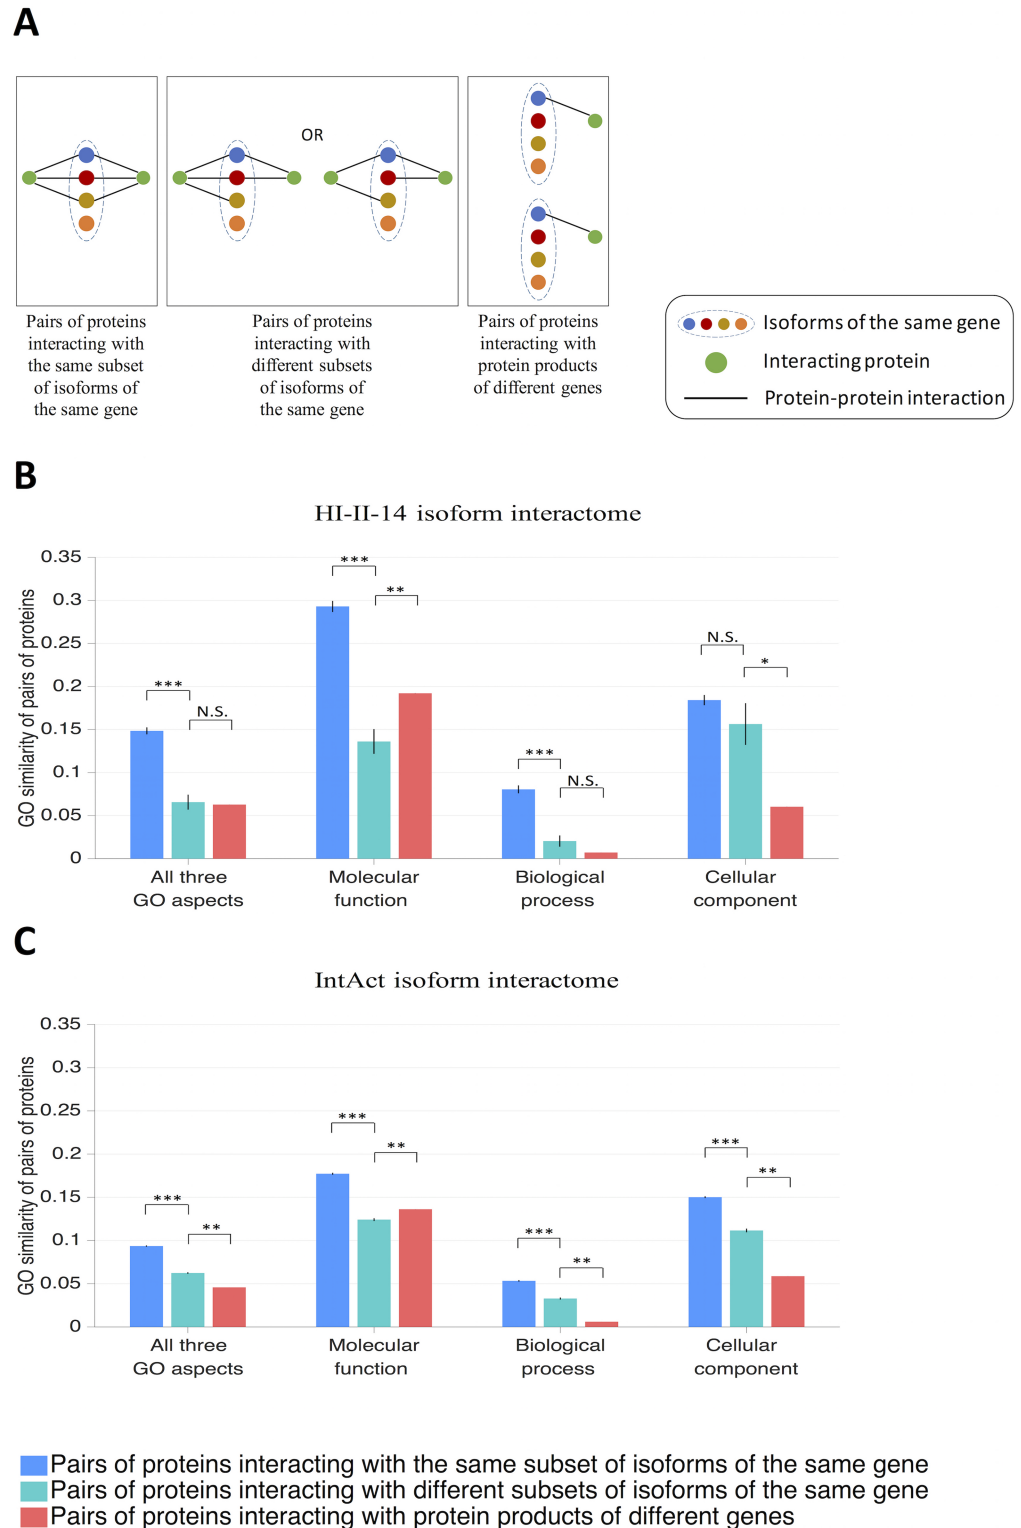 A
OR
Pairs of proteins
interacting with
the same subset
of isoforms of
the same gene
Pairs of proteins
interacting with
different subsets
of isoforms of
the same gene
Pairs of proteins
interacting with
protein products
of different genes
Isoforms of the same gene
Interacting protein
Protein-protein interaction
B
HI-II-14 isoform interactome
GO similarity of pairs of proteins
0.35
0.3
0.25
0.2
0.15
0.1
0.05
0
***
N.S.
***
**
***
N.S.
N.S.
*
All three
GO aspects
Molecular
function
Biological
process
Cellular
component
C
IntAct isoform interactome
GO similarity of pairs of proteins
0.35
0.3
0.25
0.2
0.15
0.1
0.05
0
***
**
***
**
***
**
***
**
All three
GO aspects
Molecular
function
Biological
process
Cellular
component
Pairs of proteins interacting with the same subset of isoforms of the same gene
Pairs of proteins interacting with different subsets of isoforms of the same gene
Pairs of proteins interacting with protein products of different genes